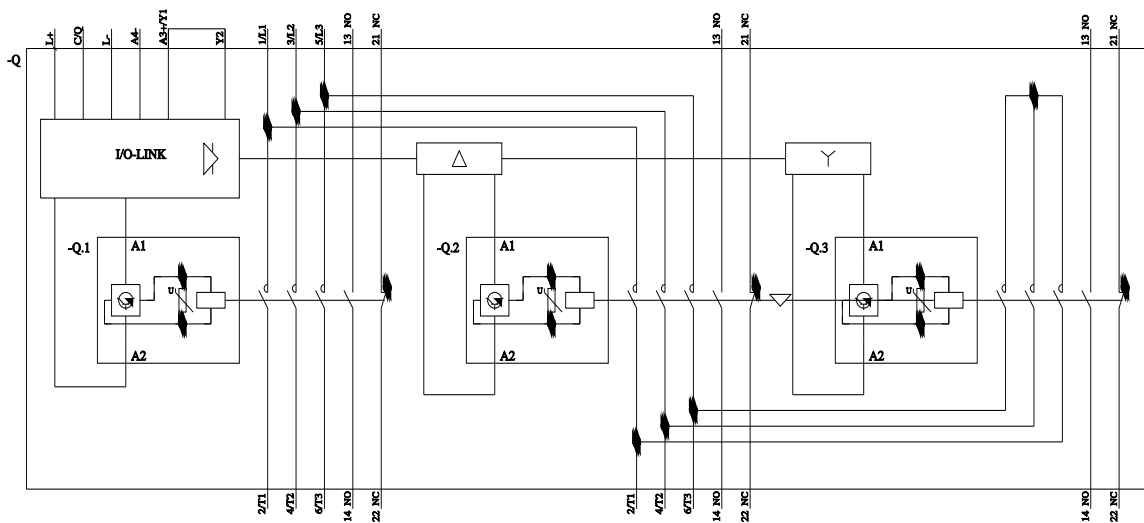 L+
C/Q
L-
A4-
A3+/Y1
Y2
1/L1
3/L2
5/L3
13 NO
21 NC
13 NO
21 NC
13 NO
21 NC
-Q
I/O-LINK
Δ
Y
-Q.1
A1
-Q.2
A1
-Q.3
A1
U
U
U
A2
A2
A2
2/T1
4/T2
6/T3
14 NO
22 NC
2/T1
4/T2
6/T3
14 NO
22 NC
14 NO
22 NC